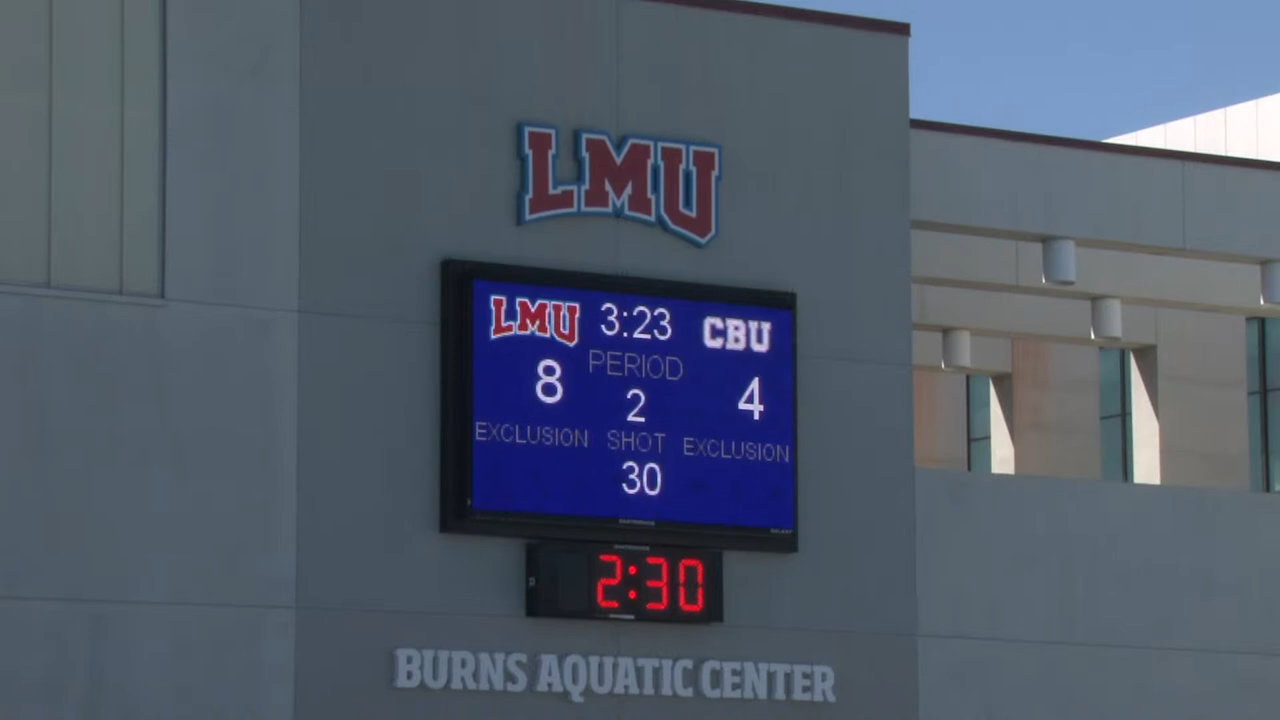 LMU
LMU 3:23 CBU
PERIOD
8 2 4
EXCLUSION SHOT EXCLUSION
30
2:30
BURNS AQUATIC CENTER